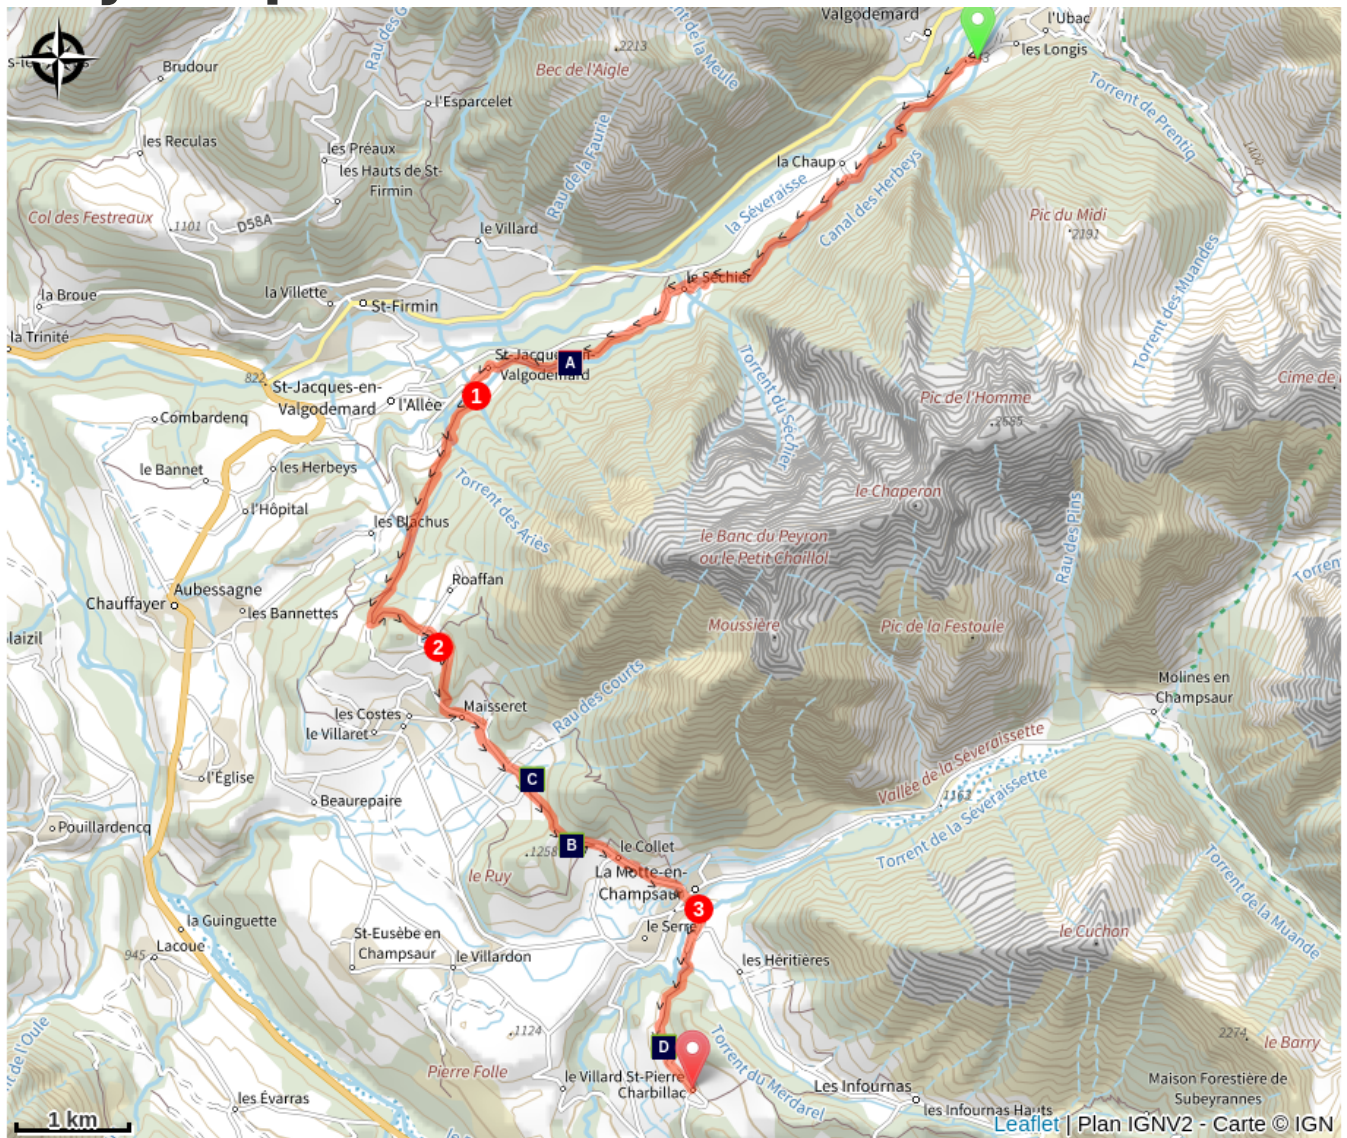 Valgodemard
l'Ubac
les Longis
Brudour
2213
Bec de l'Aigle
l'Esparcelet
Torrent de Prentiq
les Reculas
les Préaux
les Hauts de St-
Firmin
Rau de la Faurie
la Chaup
1400
Canal des Herbeys
la Séveraisse
Col des Festreaux
1101
D58A
le Villard
Pic du Midi
2191
Torrent des Muandes
le Séchier
la Broue
la Villette
St-Firmin
la Trinité
822
St-Jacques-en-
Valgodemard
A
St-Jacques-en-
Valgodemard
l'Allée
1
Torrent du Séchier
Pic de l'Homme
Combardenq
le Bannet
les Herbeys
l'Hôpital
Torrent des Aries
le Chaperon
les Blachus
le Banc du Peyron
ou le Petit Chaillol
Rau des Pins
Roaffan
Aubessagne
Chauffayer
les Bannettes
Moussière
Pic de la Festoule
2
Molines en
Champsaur
Maisseret
Rau des Courts
les Costes
le Villaret
Vallée de la Séveraissette
l'Église
C
Beaurepaire
1163
Torrent de la Séveraissette
Pouillardencq
B
1258
le Collet
le Puy
La Motte-en-
Champsaur
3
Torrent de la Muande
la Guinguette
le Serre
le Cuchon
St-Eusèbe en
Champsaur
Lacoue
945
le Villardon
les Héritières
1124
2274
le Barry
D
Pierre Folle
le Villard St-Pierre
Charbillac
Torrent du Merdarel
Les Infournas
Maison Forestière de
Subeyrannes
les Évarras
les Infournas Hauts
1 km
Leaflet | Plan IGNV2 - Carte © IGN